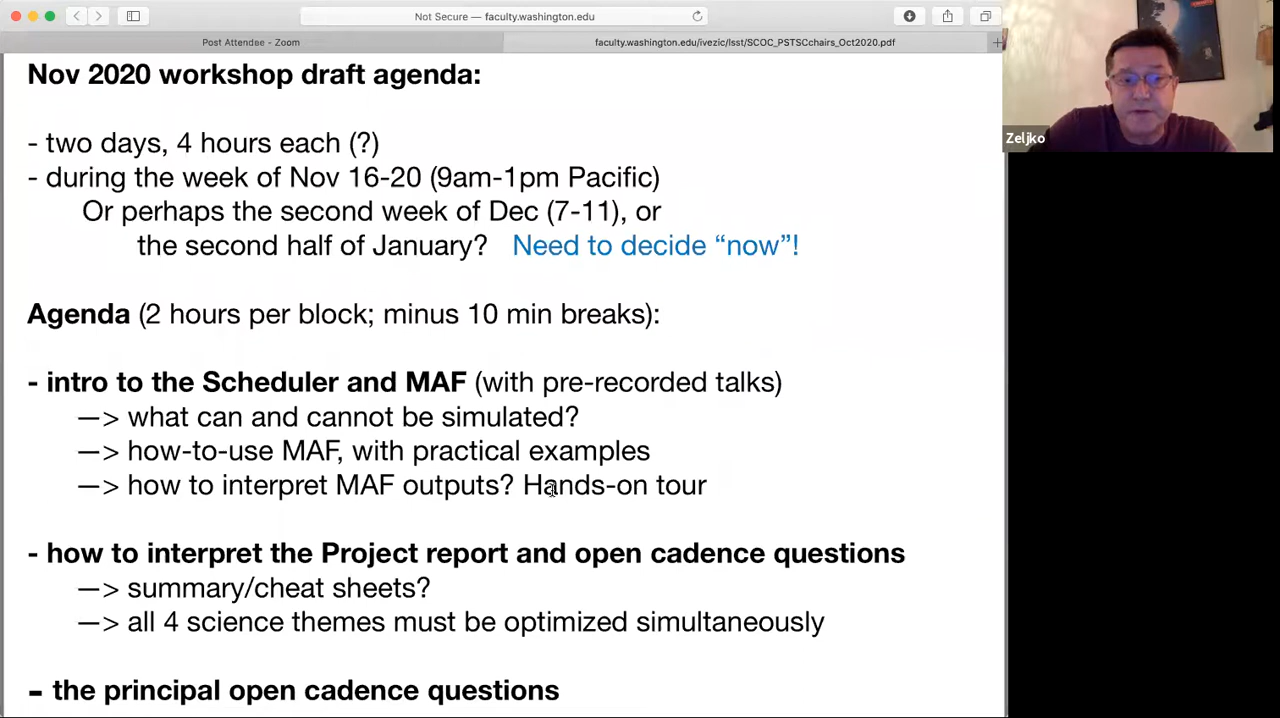 Not Secure — faculty.washington.edu
Post Attendee - Zoom
faculty.washington.edu/ivezic/lsst/SCOC_PSTSCchairs_Oct2020.pdf
Nov 2020 workshop draft agenda:
- two days, 4 hours each (?)
- during the week of Nov 16-20 (9am-1pm Pacific)
Or perhaps the second week of Dec (7-11), or
the second half of January? Need to decide “now”!
Agenda (2 hours per block; minus 10 min breaks):
- intro to the Scheduler and MAF (with pre-recorded talks)
—> what can and cannot be simulated?
—> how-to-use MAF, with practical examples
—> how to interpret MAF outputs? Hands-on tour
- how to interpret the Project report and open cadence questions
—> summary/cheat sheets?
—> all 4 science themes must be optimized simultaneously
- the principal open cadence questions
Zeljko